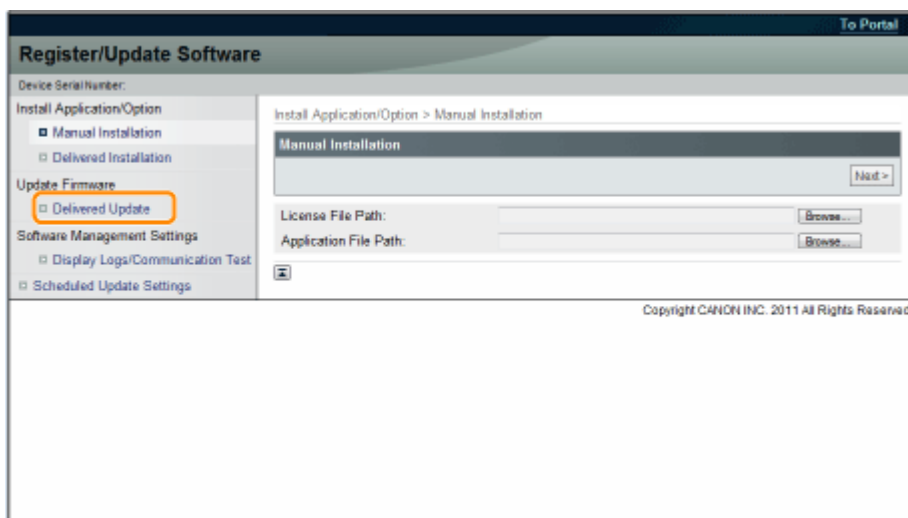 To Portal
Register/Update Software
Device Serial Number:
Install Application/Option
Manual Installation
Delivered Installation
Update Firmware
Delivered Update
Software Management Settings
Display Logs/Communication Test
Scheduled Update Settings
Install Application/Option > Manual Installation
Manual Installation
Next >
License File Path: Browse...
Application File Path: Browse...
Copyright CANON INC. 2011 All Rights Reserved